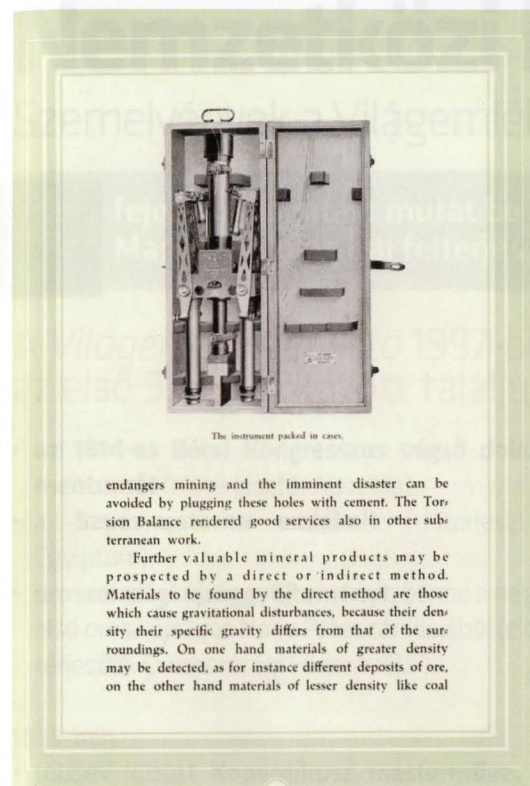 The instrument packed in cases.
endangers mining and the imminent disaster can be
avoided by plugging these holes with cement. The Tor=
sion Balance rendered good services also in other sub=
terranean work.
Further valuable mineral products may be
prospected by a direct or indirect method.
Materials to be found by the direct method are those
which cause gravitational disturbances, because their den=
sity their specific gravity differs from that of the sur=
roundings. On one hand materials of greater density
may be detected, as for instance different deposits of ore,
on the other hand materials of lesser density like coal